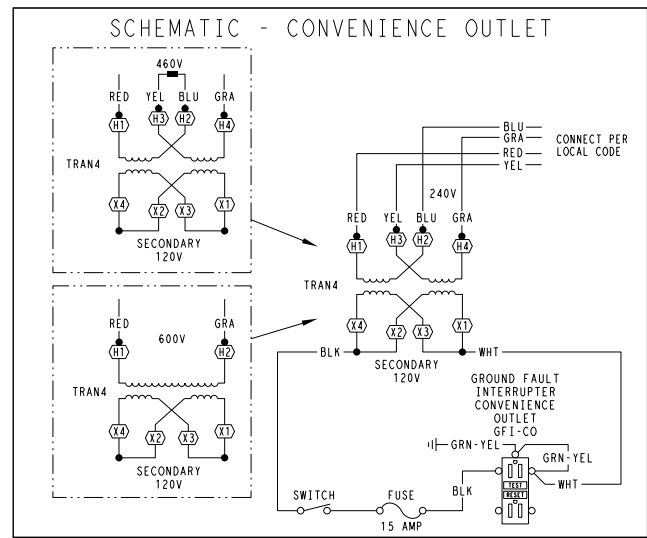 SCHEMATIC - CONVENIENCE OUTLET
460V
RED YEL BLU GRA
H1 H3 H2 H4
TRAN4
X4 X2 X3 X1
SECONDARY
120V
RED GRA
600V
H1 H2
TRAN4
X4 X2 X3 X1
SECONDARY
120V
BLU
GRA
RED
YEL
CONNECT PER
LOCAL CODE
240V
RED YEL BLU GRA
H1 H3 H2 H4
TRAN4
X4 X2 X3 X1
BLK
WHT
SECONDARY
120V
GROUND FAULT
INTERRUPTER
CONVENIENCE
OUTLET
GFI-CO
GRN-YEL
GRN-YEL
WHT
TEST
RESET
BLK
SWITCH
FUSE
15 AMP